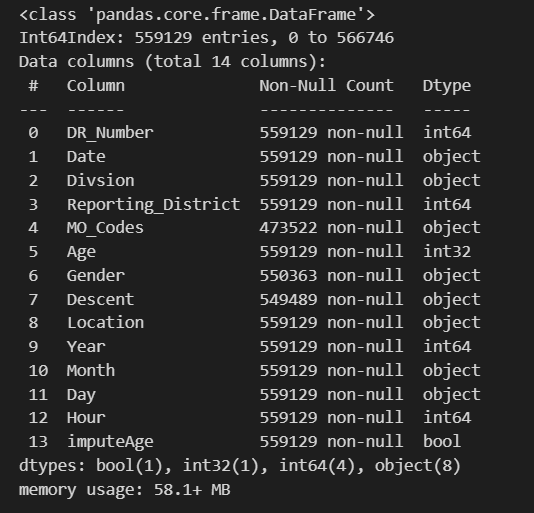 <class 'pandas.core.frame.DataFrame'>
Int64Index: 559129 entries, 0 to 566746
Data columns (total 14 columns):
 #   Column              Non-Null Count   Dtype
---  ------              --------------   -----
 0   DR_Number           559129 non-null  int64
 1   Date                559129 non-null  object
 2   Divsion             559129 non-null  object
 3   Reporting_District  559129 non-null  int64
 4   MO_Codes            473522 non-null  object
 5   Age                 559129 non-null  int32
 6   Gender              550363 non-null  object
 7   Descent             549489 non-null  object
 8   Location            559129 non-null  object
 9   Year                559129 non-null  int64
 10  Month               559129 non-null  object
 11  Day                 559129 non-null  object
 12  Hour                559129 non-null  int64
 13  imputeAge           559129 non-null  bool
dtypes: bool(1), int32(1), int64(4), object(8)
memory usage: 58.1+ MB